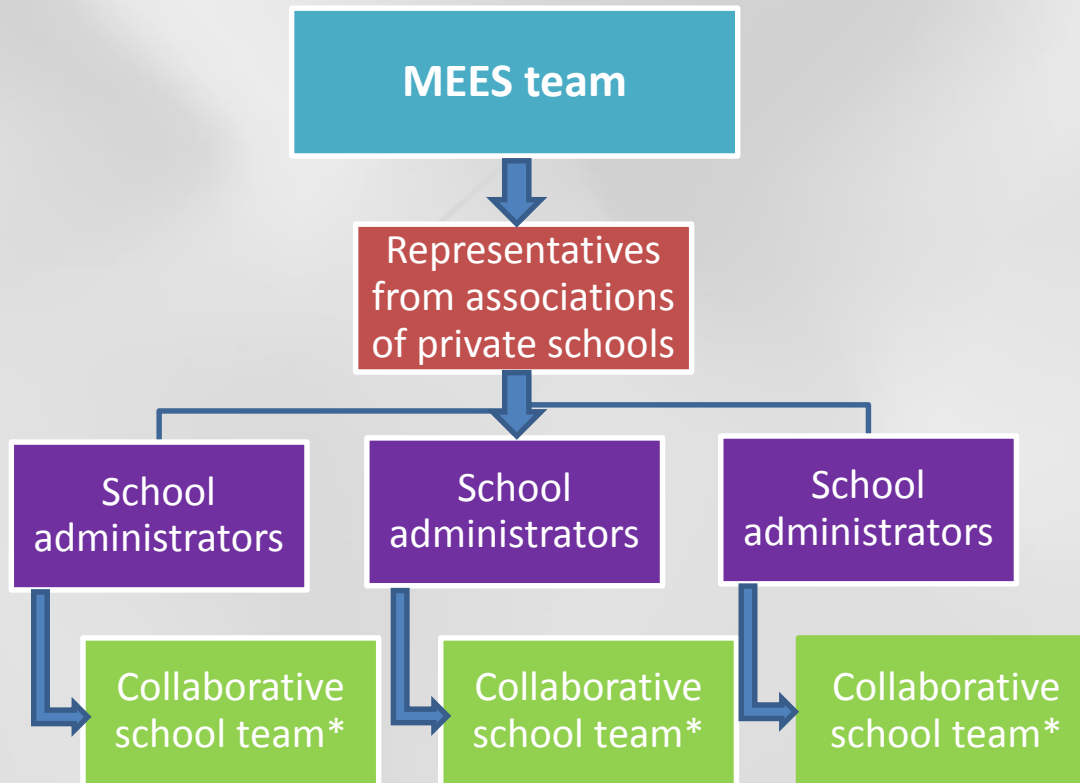 MEES team
Representatives
from associations
of private schools
School
administrators
School
administrators
School
administrators
Collaborative
school team*
Collaborative
school team*
Collaborative
school team*